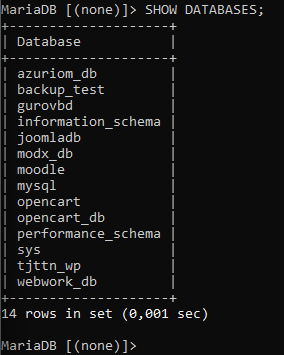 MariaDB [(none)]> SHOW DATABASES;
+--------------------+
| Database           |
+--------------------+
| azuriom_db         |
| backup_test        |
| gurovbd            |
| information_schema |
| joomladb           |
| modx_db            |
| moodle             |
| mysql              |
| opencart           |
| opencart_db        |
| performance_schema |
| sys                |
| tjttn_wp           |
| webwork_db         |
+--------------------+
14 rows in set (0,001 sec)
MariaDB [(none)]>